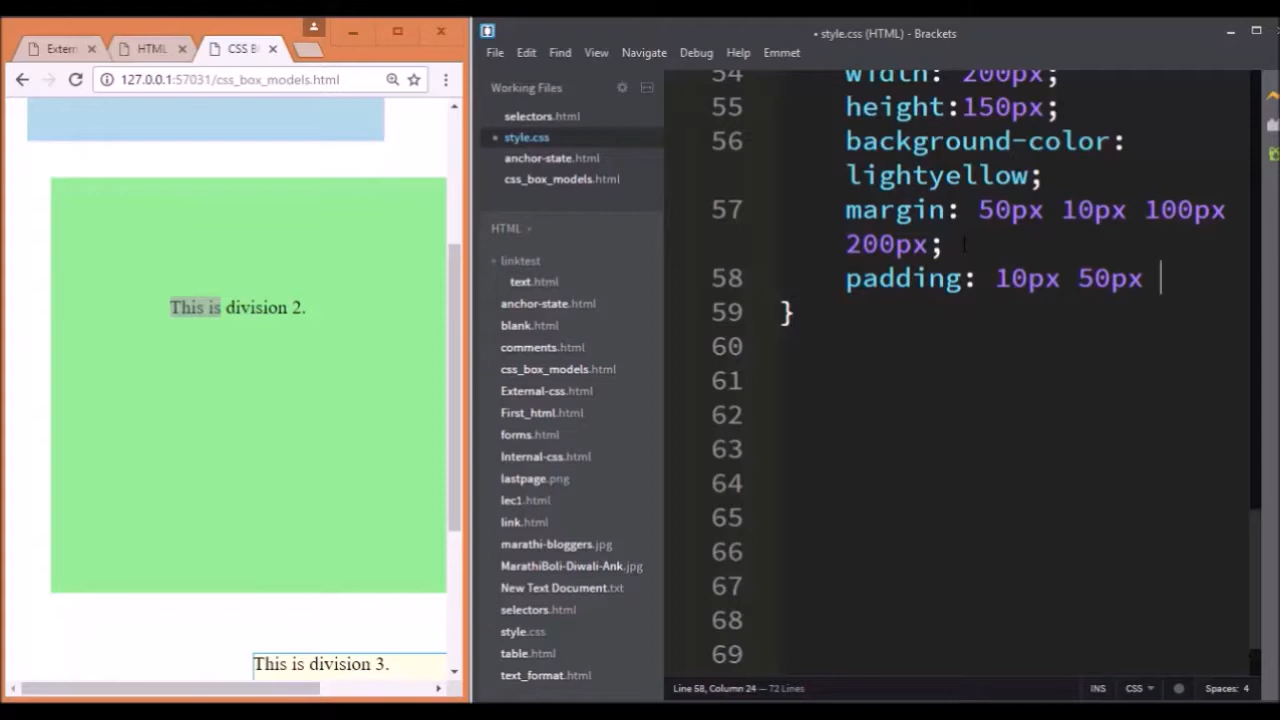 Extern
HTML
CSS B
127.0.0.1:57031/css_box_models.html
This is division 2.
This is division 3.
style.css (HTML) - Brackets
File Edit Find View Navigate Debug Help Emmet
Working Files
selectors.html
style.css
anchor-state.html
css_box_models.html
HTML
linktest
text.html
anchor-state.html
blank.html
comments.html
css_box_models.html
External-css.html
First_html.html
forms.html
Internal-css.html
lastpage.png
lec1.html
link.html
marathi-bloggers.jpg
MarathiBoli-Diwali-Ank.jpg
New Text Document.txt
selectors.html
style.css
table.html
text_format.html
54 width: 200px;
55 height:150px;
56 background-color:
lightyellow;
57 margin: 50px 10px 100px
200px;
58 padding: 10px 50px
59 }
60
61
62
63
64
65
66
67
68
69
Line 58, Column 24 — 72 Lines
INS CSS Spaces: 4